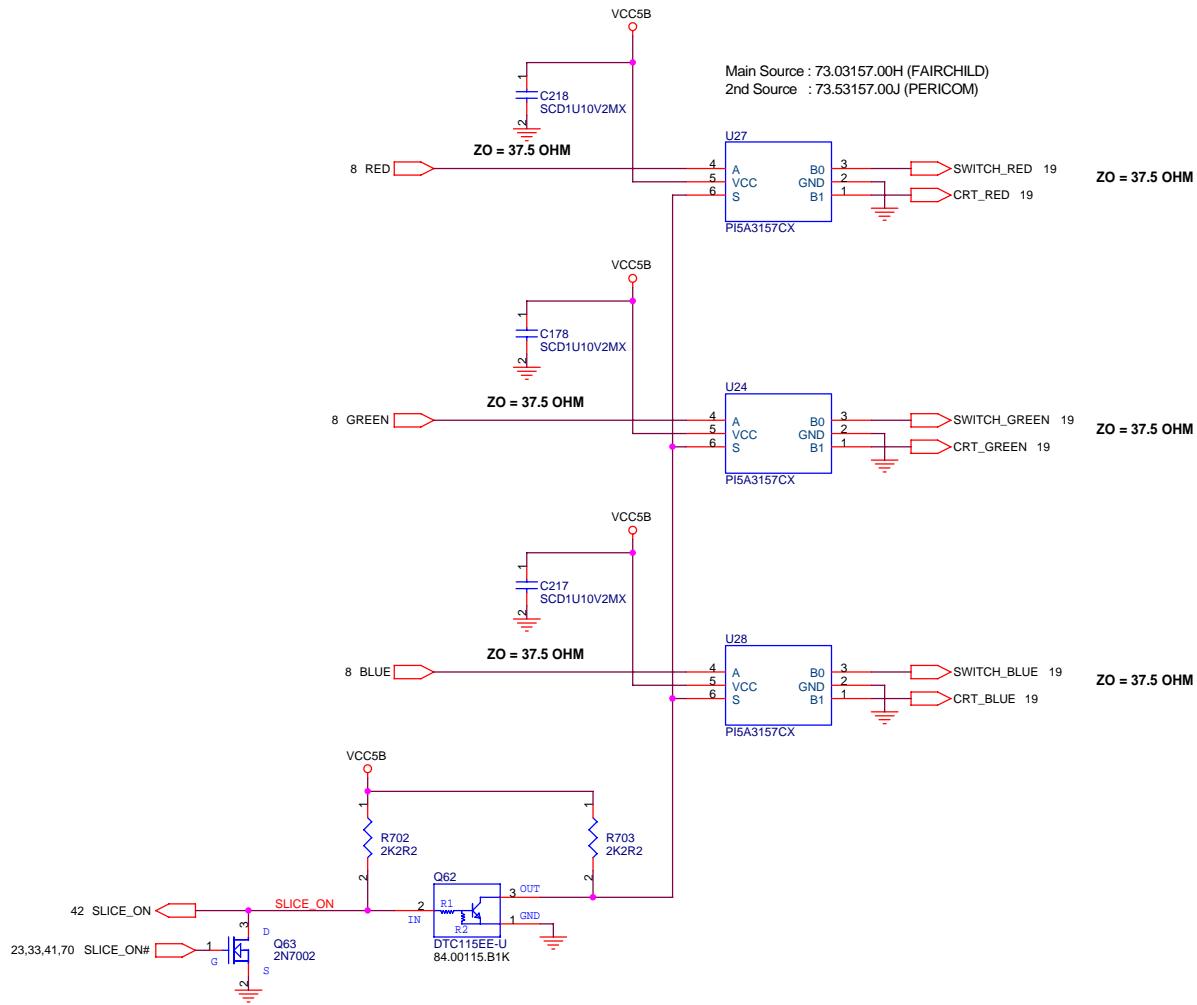 VCC5B
Main Source : 73.03157.00H (FAIRCHILD)
2nd Source : 73.53157.00J (PERICOM)
1
C218
SCD1U10V2MX
2
U27
ZO = 37.5 OHM
8 RED
4 A B0 3 SWITCH_RED 19
5 VCC GND 2
6 S B1 1 CRT_RED 19
ZO = 37.5 OHM
PI5A3157CX
VCC5B
1
C178
SCD1U10V2MX
2
U24
ZO = 37.5 OHM
8 GREEN
4 A B0 3 SWITCH_GREEN 19
5 VCC GND 2
6 S B1 1 CRT_GREEN 19
ZO = 37.5 OHM
PI5A3157CX
VCC5B
1
C217
SCD1U10V2MX
2
U28
ZO = 37.5 OHM
8 BLUE
4 A B0 3 SWITCH_BLUE 19
5 VCC GND 2
6 S B1 1 CRT_BLUE 19
ZO = 37.5 OHM
PI5A3157CX
VCC5B
1
R702
2K2R2
2
1
R703
2K2R2
2
Q62
42 SLICE_ON
SLICE_ON
2 IN
R1
R2
3 OUT
1 GND
DTC115EE-U
84.00115.B1K
23,33,41,70 SLICE_ON#
1 G
3 D
Q63
2N7002
2 S